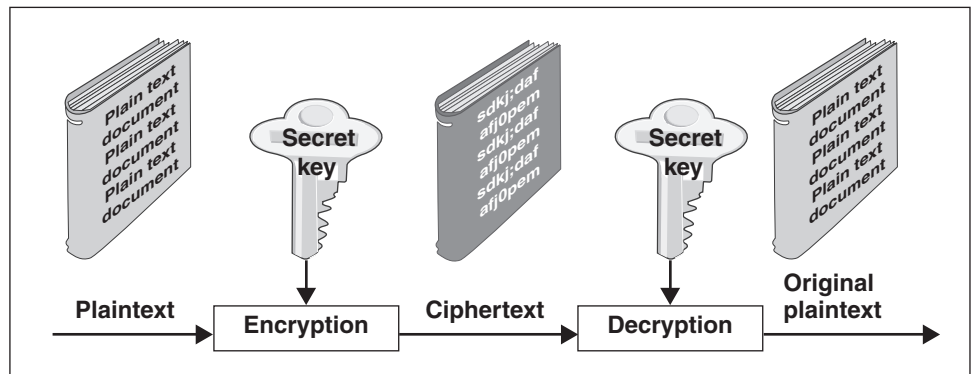 Plain text
document
Plain text
document
Plain text
document
Secret
key
sdkj;daf
afj0pem
sdkj;daf
afj0pem
sdkj;daf
afj0pem
Secret
key
Plain text
document
Plain text
document
Plain text
document
Plaintext
Encryption
Ciphertext
Decryption
Original
plaintext